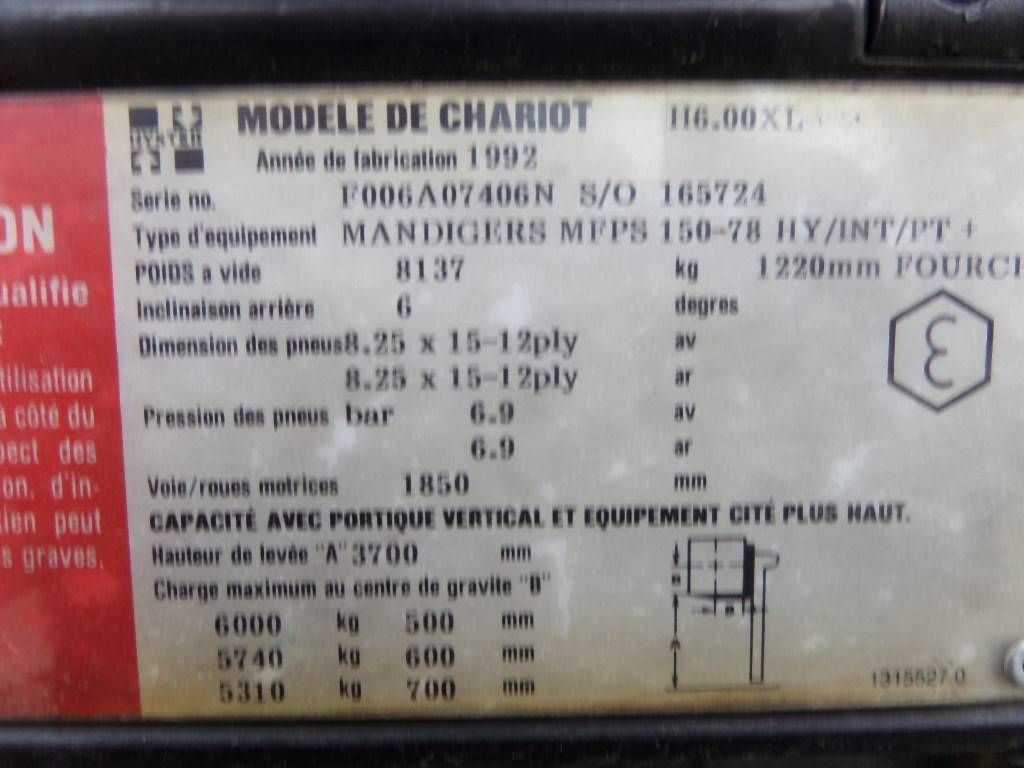 HYSTER
MODELE DE CHARIOT H6.00XL
Année de fabrication 1992
Serie no. F006A07406N S/O 165724
Type d'equipement MANDIGERS MFPS 150-78 HY/INT/PT +
POIDS a vide 8137 kg 1220mm FOURCH
Inclinaison arrière 6 degres
Dimension des pneus 8.25 x 15-12ply av
8.25 x 15-12ply ar
Pression des pneus bar 6.9 av
6.9 ar
Voie/roues motrices 1850 mm
CAPACITÉ AVEC PORTIQUE VERTICAL ET EQUIPEMENT CITÉ PLUS HAUT.
Hauteur de levée "A" 3700 mm
Charge maximum au centre de gravite "B"
6000 kg 500 mm
5740 kg 600 mm
5310 kg 700 mm
B
B
A
1315527-0
ON
ualifie
tilisation
à côté du
pect des
on, d'in-
ien peut
s graves.